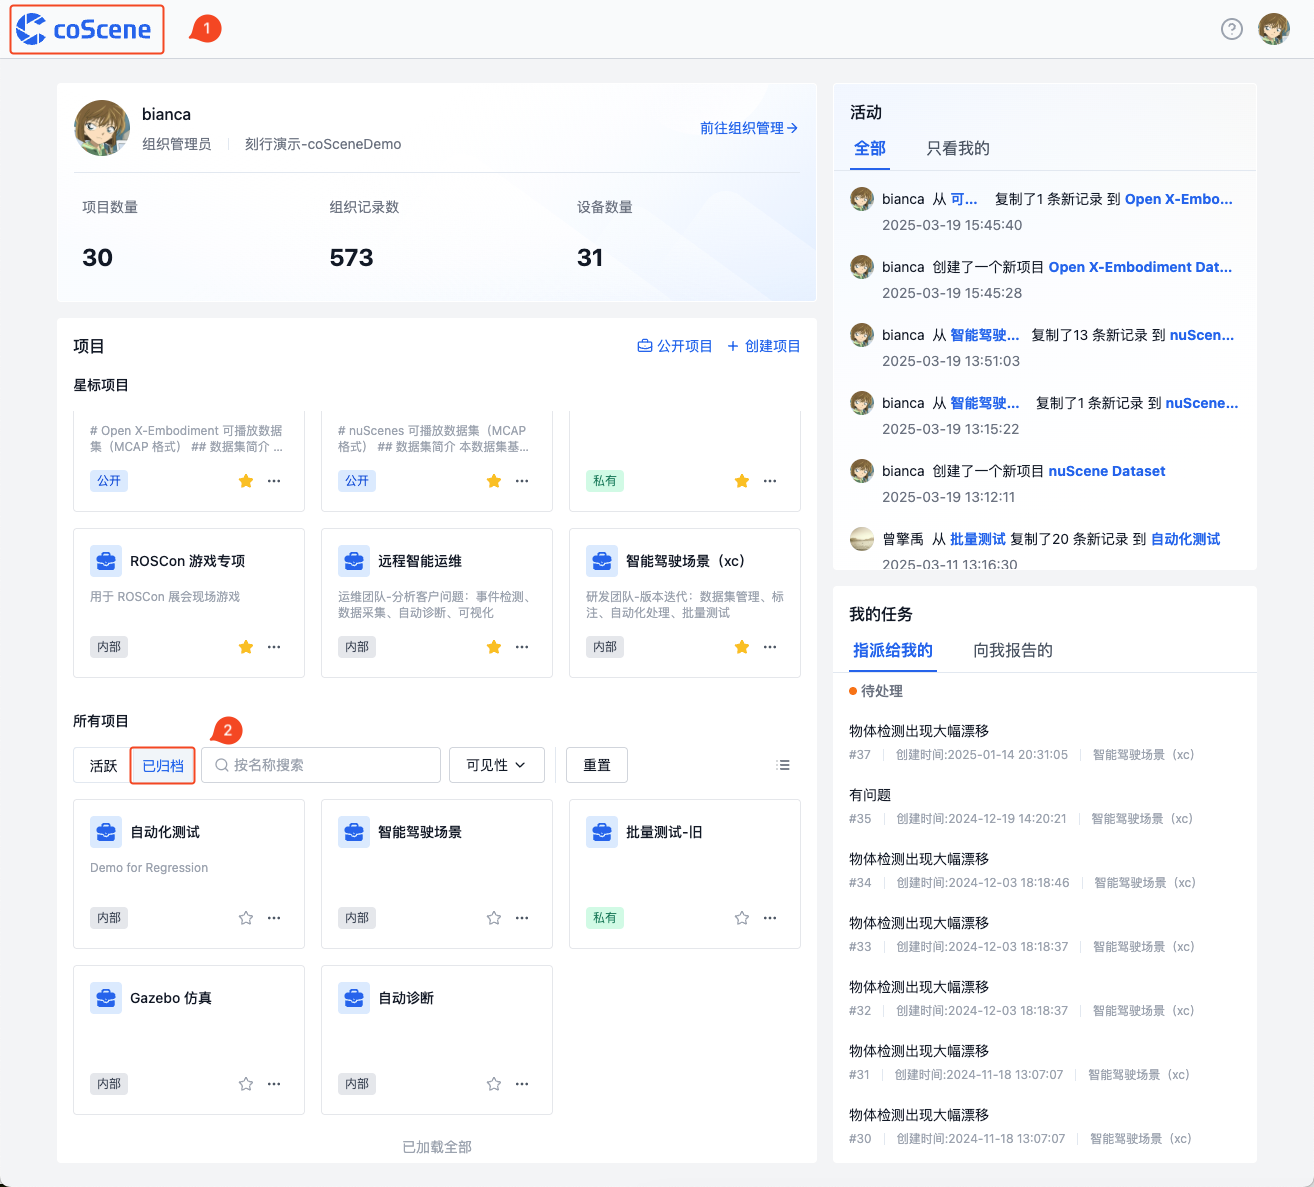 coScene
1
bianca
组织管理员
刻行演示-coSceneDemo
前往组织管理
项目数量
组织记录数
设备数量
30
573
31
项目
公开项目
创建项目
星标项目
# Open X-Embodiment 可播放数据
集（MCAP 格式） ## 数据集简介 ...
公开
# nuScenes 可播放数据集（MCAP
格式） ## 数据集简介 本数据集基...
公开
私有
ROSCon 游戏专项
用于 ROSCon 展会现场游戏
内部
远程智能运维
运维团队-分析客户问题：事件检测、
数据采集、自动诊断、可视化
内部
智能驾驶场景（xc）
研发团队-版本迭代：数据集管理、标
注、自动化处理、批量测试
内部
所有项目
2
活跃
已归档
按名称搜索
可见性
重置
自动化测试
Demo for Regression
内部
智能驾驶场景
内部
批量测试-旧
私有
Gazebo 仿真
内部
自动诊断
内部
已加载全部
活动
全部
只看我的
bianca 从 可... 复制了1 条新记录 到 Open X-Embo...
2025-03-19 15:45:40
bianca 创建了一个新项目 Open X-Embodiment Dat...
2025-03-19 15:45:28
bianca 从 智能驾驶... 复制了13 条新记录 到 nuScen...
2025-03-19 13:51:03
bianca 从 智能驾驶... 复制了1 条新记录 到 nuScene...
2025-03-19 13:15:22
bianca 创建了一个新项目 nuScene Dataset
2025-03-19 13:12:11
曾擎禹 从 批量测试 复制了20 条新记录 到 自动化测试
2025-03-11 13:16:30
我的任务
指派给我的
向我报告的
待处理
物体检测出现大幅漂移
#37 创建时间:2025-01-14 20:31:05 智能驾驶场景（xc）
有问题
#35 创建时间:2024-12-19 14:20:21 智能驾驶场景（xc）
物体检测出现大幅漂移
#34 创建时间:2024-12-03 18:18:46 智能驾驶场景（xc）
物体检测出现大幅漂移
#33 创建时间:2024-12-03 18:18:37 智能驾驶场景（xc）
物体检测出现大幅漂移
#32 创建时间:2024-12-03 18:18:37 智能驾驶场景（xc）
物体检测出现大幅漂移
#31 创建时间:2024-11-18 13:07:07 智能驾驶场景（xc）
物体检测出现大幅漂移
#30 创建时间:2024-11-18 13:07:07 智能驾驶场景（xc）